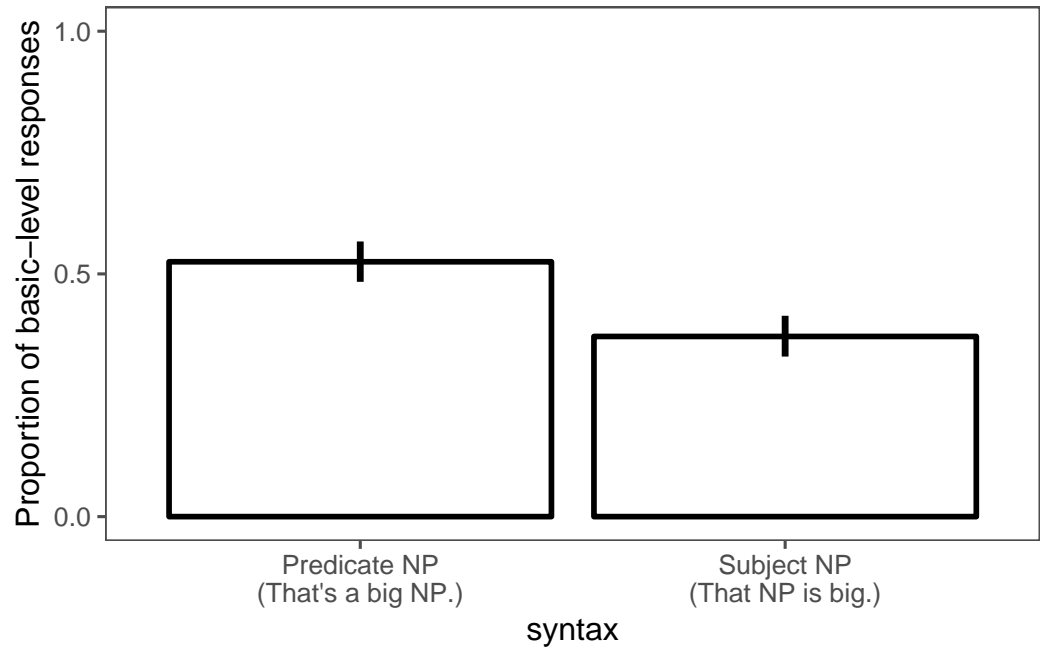 Proportion of basic−level responses
1.0
0.5
0.0
Predicate NP
(That's a big NP.)
Subject NP
(That NP is big.)
syntax